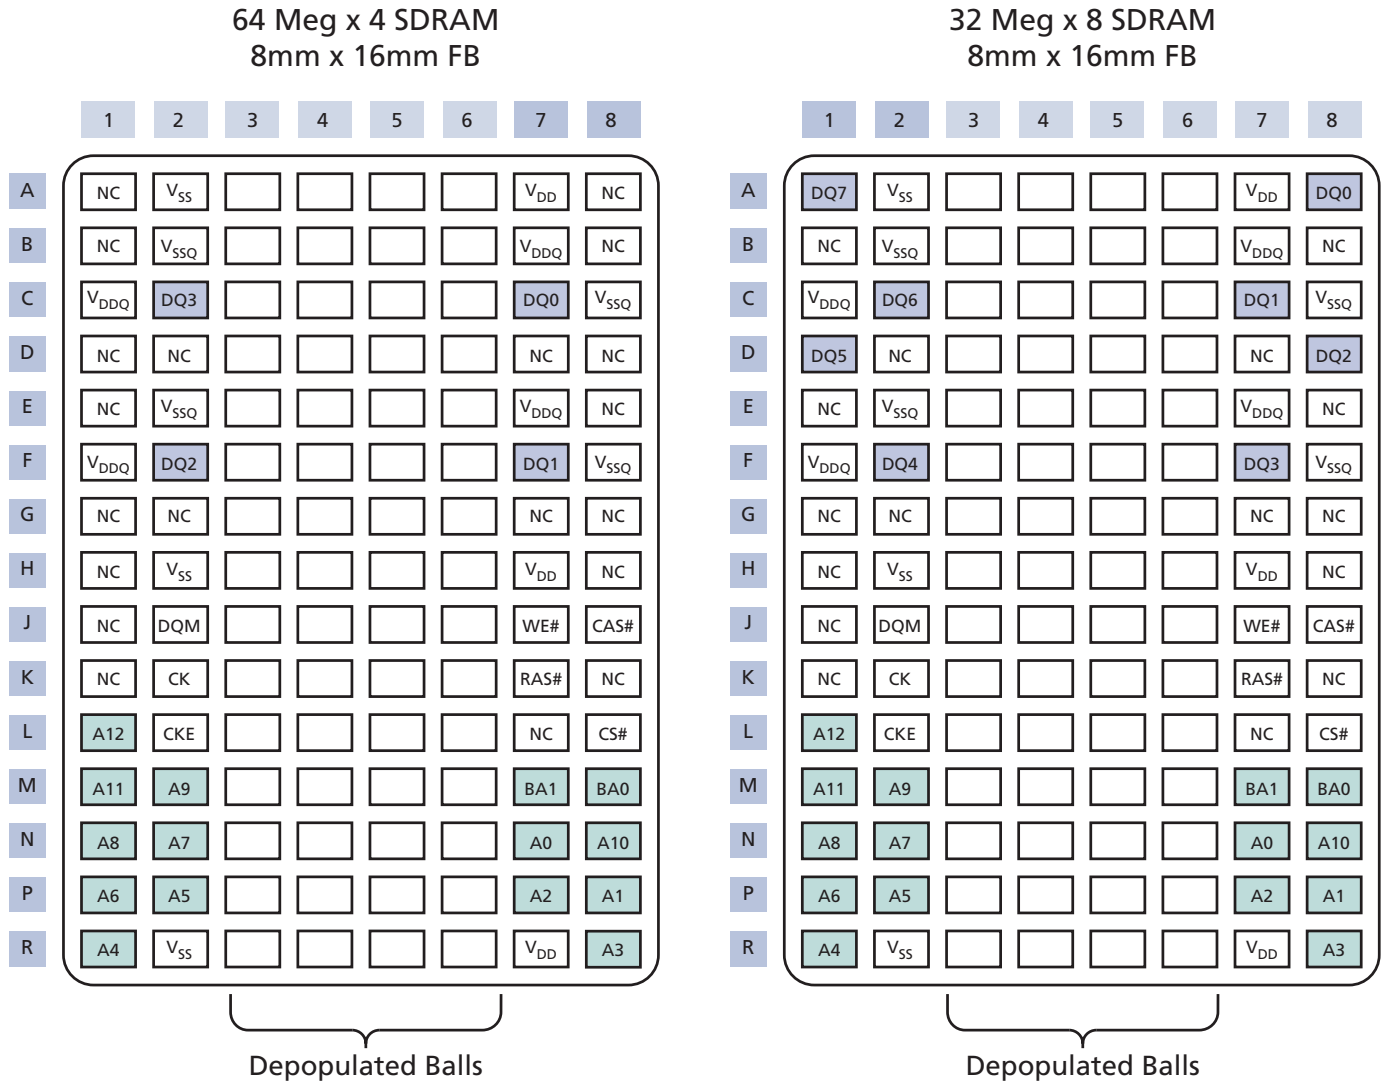 64 Meg x 4 SDRAM
8mm x 16mm FB
1 2 3 4 5 6 7 8
A NC VSS VDD NC
B NC VSSQ VDDQ NC
C VDDQ DQ3 DQ0 VSSQ
D NC NC NC NC
E NC VSSQ VDDQ NC
F VDDQ DQ2 DQ1 VSSQ
G NC NC NC NC
H NC VSS VDD NC
J NC DQM WE# CAS#
K NC CK RAS# NC
L A12 CKE NC CS#
M A11 A9 BA1 BA0
N A8 A7 A0 A10
P A6 A5 A2 A1
R A4 VSS VDD A3
Depopulated Balls
32 Meg x 8 SDRAM
8mm x 16mm FB
1 2 3 4 5 6 7 8
A DQ7 VSS VDD DQ0
B NC VSSQ VDDQ NC
C VDDQ DQ6 DQ1 VSSQ
D DQ5 NC NC DQ2
E NC VSSQ VDDQ NC
F VDDQ DQ4 DQ3 VSSQ
G NC NC NC NC
H NC VSS VDD NC
J NC DQM WE# CAS#
K NC CK RAS# NC
L A12 CKE NC CS#
M A11 A9 BA1 BA0
N A8 A7 A0 A10
P A6 A5 A2 A1
R A4 VSS VDD A3
Depopulated Balls